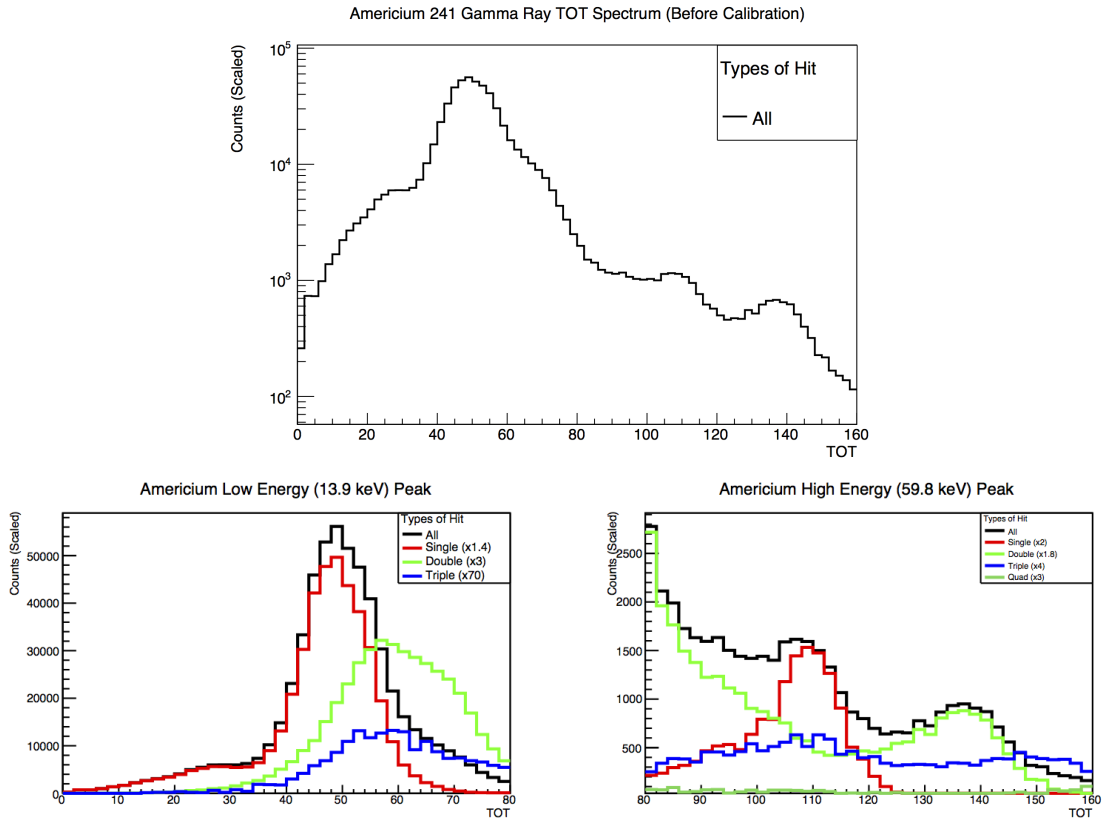 Americium 241 Gamma Ray TOT Spectrum (Before Calibration)
Counts (Scaled)
10^5
10^4
10^3
10^2
Types of Hit
All
0 20 40 60 80 100 120 140 160
TOT
Americium Low Energy (13.9 keV) Peak
Counts (Scaled)
50000
40000
30000
20000
10000
0
Types of Hit
All
Single (x1.4)
Double (x3)
Triple (x70)
0 10 20 30 40 50 60 70 80
TOT
Americium High Energy (59.8 keV) Peak
Counts (Scaled)
2500
2000
1500
1000
500
Types of Hit
All
Single (x2)
Double (x1.8)
Triple (x4)
Quad (x3)
80 90 100 110 120 130 140 150 160
TOT